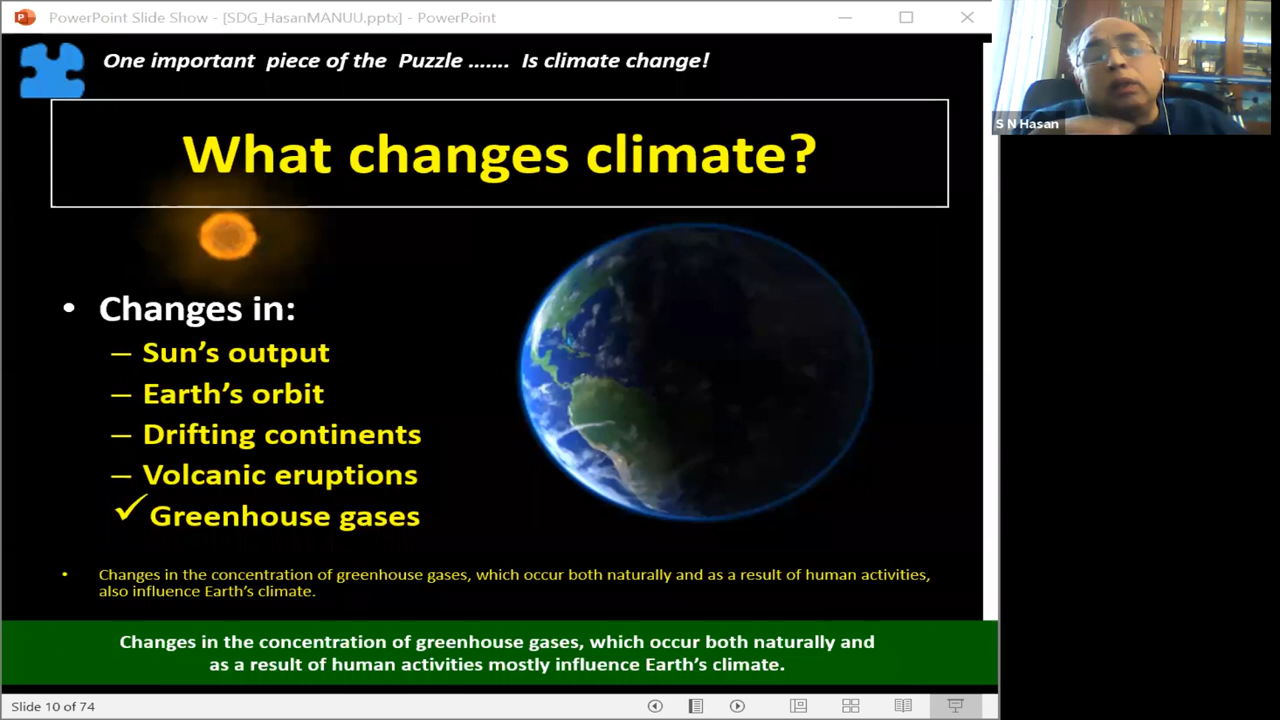 PowerPoint Slide Show - [SDG_HasanMANUU.pptx] - PowerPoint
One important piece of the Puzzle ....... Is climate change!
S N Hasan
What changes climate?
• Changes in:
– Sun's output
– Earth's orbit
– Drifting continents
– Volcanic eruptions
✓ Greenhouse gases
• Changes in the concentration of greenhouse gases, which occur both naturally and as a result of human activities,
also influence Earth's climate.
Changes in the concentration of greenhouse gases, which occur both naturally and
as a result of human activities mostly influence Earth's climate.
Slide 10 of 74